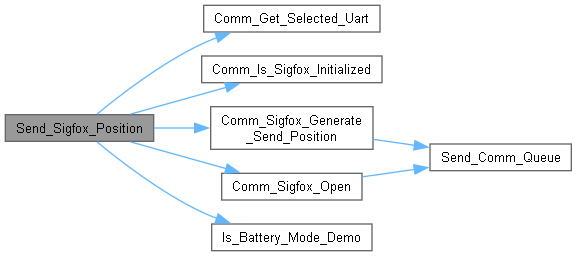 Comm_Get_Selected_Uart
Comm_Is_Sigfox_Initialized
Send_Sigfox_Position
Comm_Sigfox_Generate
_Send_Position
Send_Comm_Queue
Comm_Sigfox_Open
Is_Battery_Mode_Demo